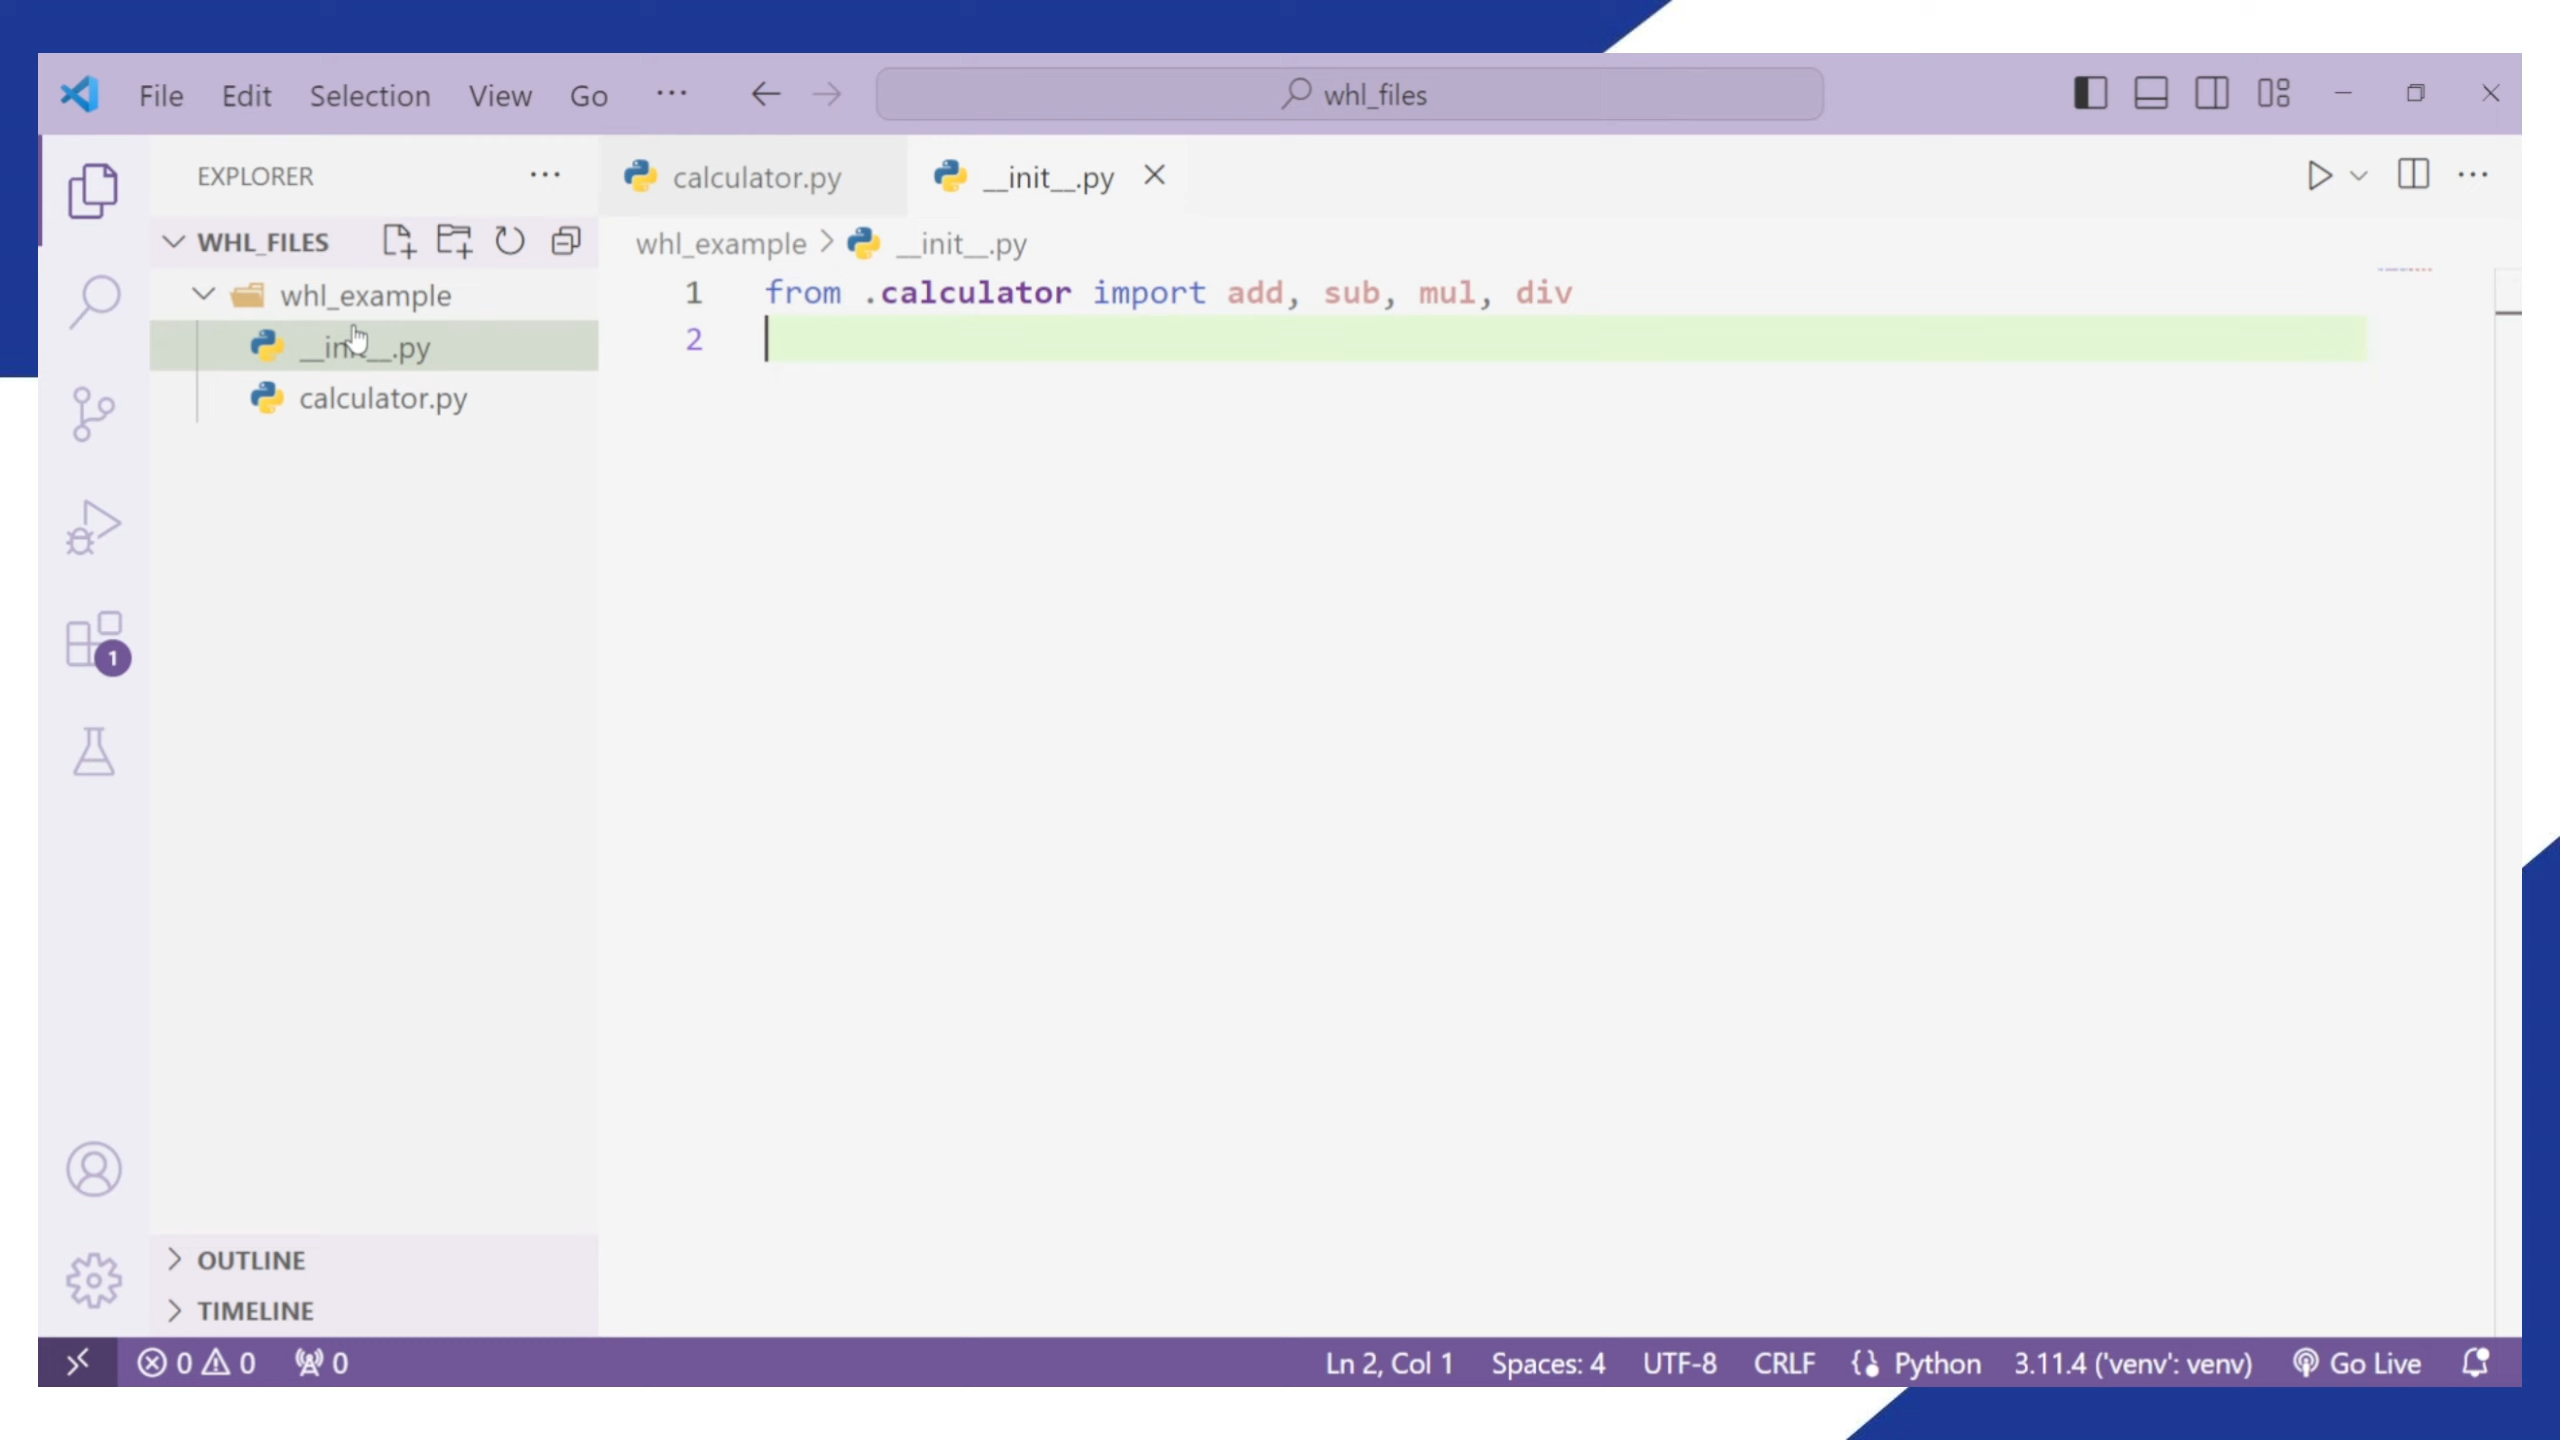 File Edit Selection View Go ... whl_files
EXPLORER ...
WHL_FILES
whl_example
__init__.py
calculator.py
calculator.py __init__.py ...
whl_example > __init__.py
1 from .calculator import add, sub, mul, div
2
1
OUTLINE
TIMELINE
0 0 0 Ln 2, Col 1 Spaces: 4 UTF-8 CRLF Python 3.11.4 ('venv': venv) Go Live